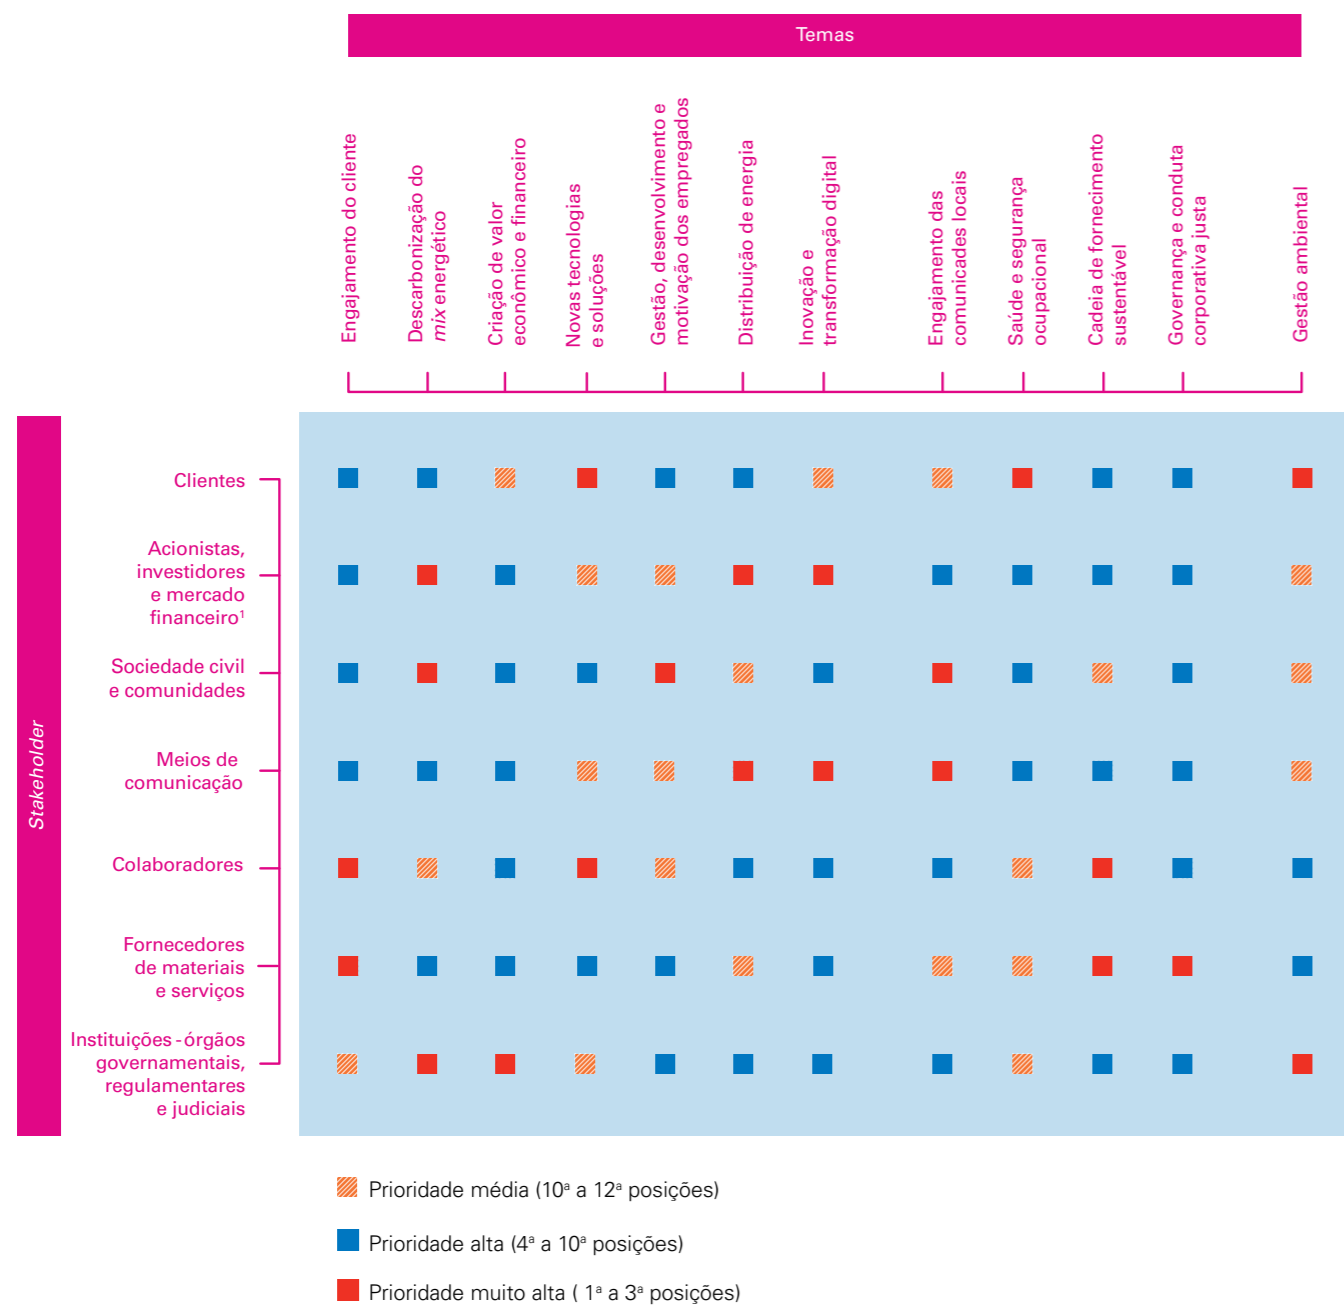 Temas
Engajamento do cliente
Descarbonização do
mix energético
Criação de valor
econômico e financeiro
Novas tecnologias
e soluções
Gestão, desenvolvimento e
motivação dos empregados
Distribuição de energia
Inovação e
transformação digital
Engajamento das
comunicades locais
Saúde e segurança
ocupacional
Cadeia de fornecimento
sustentável
Governança e conduta
corporativa justa
Gestão ambiental
Stakeholder
Clientes
Acionistas,
investidores
e mercado
financeiro¹
Sociedade civil
e comunidades
Meios de
comunicação
Colaboradores
Fornecedores
de materiais
e serviços
Instituições - órgãos
governamentais,
regulamentares
e judiciais
Prioridade média (10ª a 12ª posições)
Prioridade alta (4ª a 10ª posições)
Prioridade muito alta ( 1ª a 3ª posições)